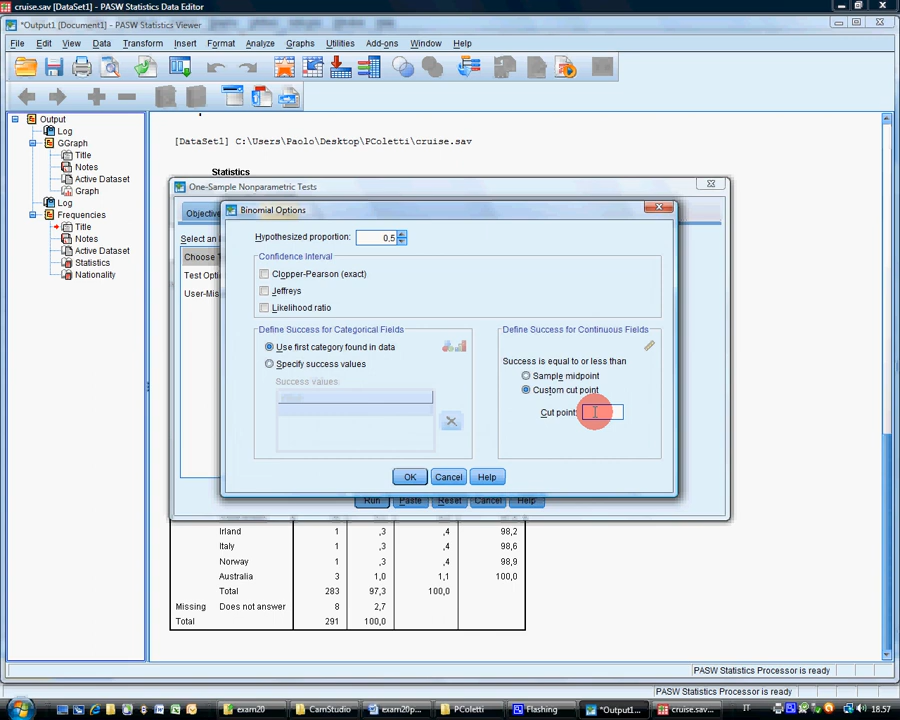 cruise.sav [DataSet1] - PASW Statistics Data Editor
*Output1 [Document1] - PASW Statistics Viewer
File Edit View Data Transform Insert Format Analyze Graphs Utilities Add-ons Window Help
Output
Log
GGraph
Title
Notes
Active Dataset
Graph
Log
Frequencies
Title
Notes
Active Dataset
Statistics
Nationality
[DataSet1] C:\Users\Paolo\Desktop\PColetti\cruise.sav
Statistics
One-Sample Nonparametric Tests
Objective
Select an
Choose T
Test Optio
User-Mis
Binomial Options
Hypothesized proportion: 0,5
Confidence Interval
Clopper-Pearson (exact)
Jeffreys
Likelihood ratio
Define Success for Categorical Fields
Use first category found in data
Specify success values
Success values:
Define Success for Continuous Fields
Success is equal to or less than
Sample midpoint
Custom cut point
Cut point:
OK Cancel Help
Run Paste Reset Cancel Help
Irland 1 ,3 ,4 98,2
Italy 1 ,3 ,4 98,6
Norway 1 ,3 ,4 98,9
Australia 3 1,0 1,1 100,0
Total 283 97,3 100,0
Missing Does not answer 8 2,7
Total 291 100,0
PASW Statistics Processor is ready
PASW Statistics Processor is ready
exam20 CamStudio exam20p... PColetti Flashing *Output1... cruise.sav... IT 18.57